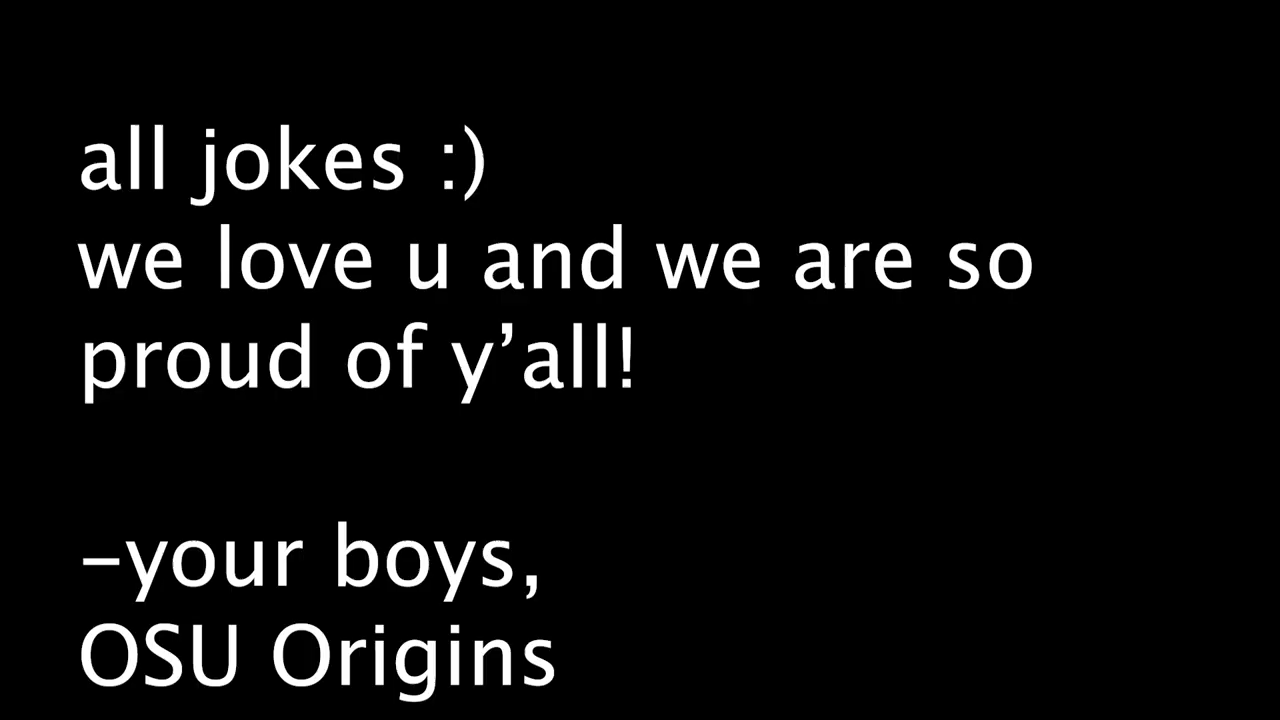 all jokes :)
we love u and we are so
proud of y’all!
-your boys,
OSU Origins